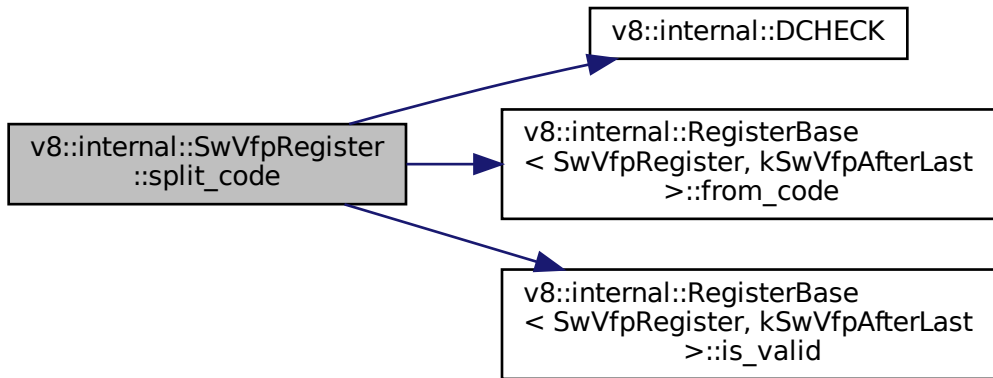 v8::internal::SwVfpRegister
::split_code
v8::internal::DCHECK
v8::internal::RegisterBase
< SwVfpRegister, kSwVfpAfterLast
>::from_code
v8::internal::RegisterBase
< SwVfpRegister, kSwVfpAfterLast
>::is_valid